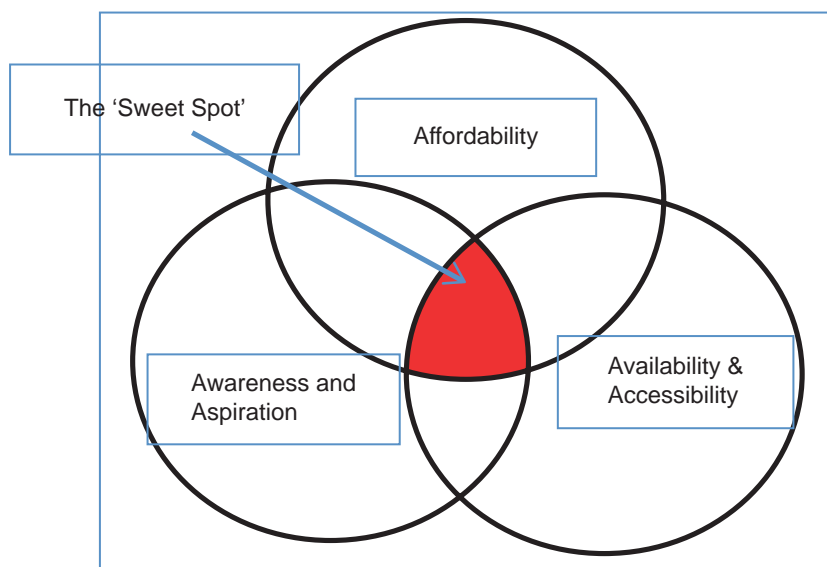 The ‘Sweet Spot’
Affordability
Awareness and
Aspiration
Availability &
Accessibility